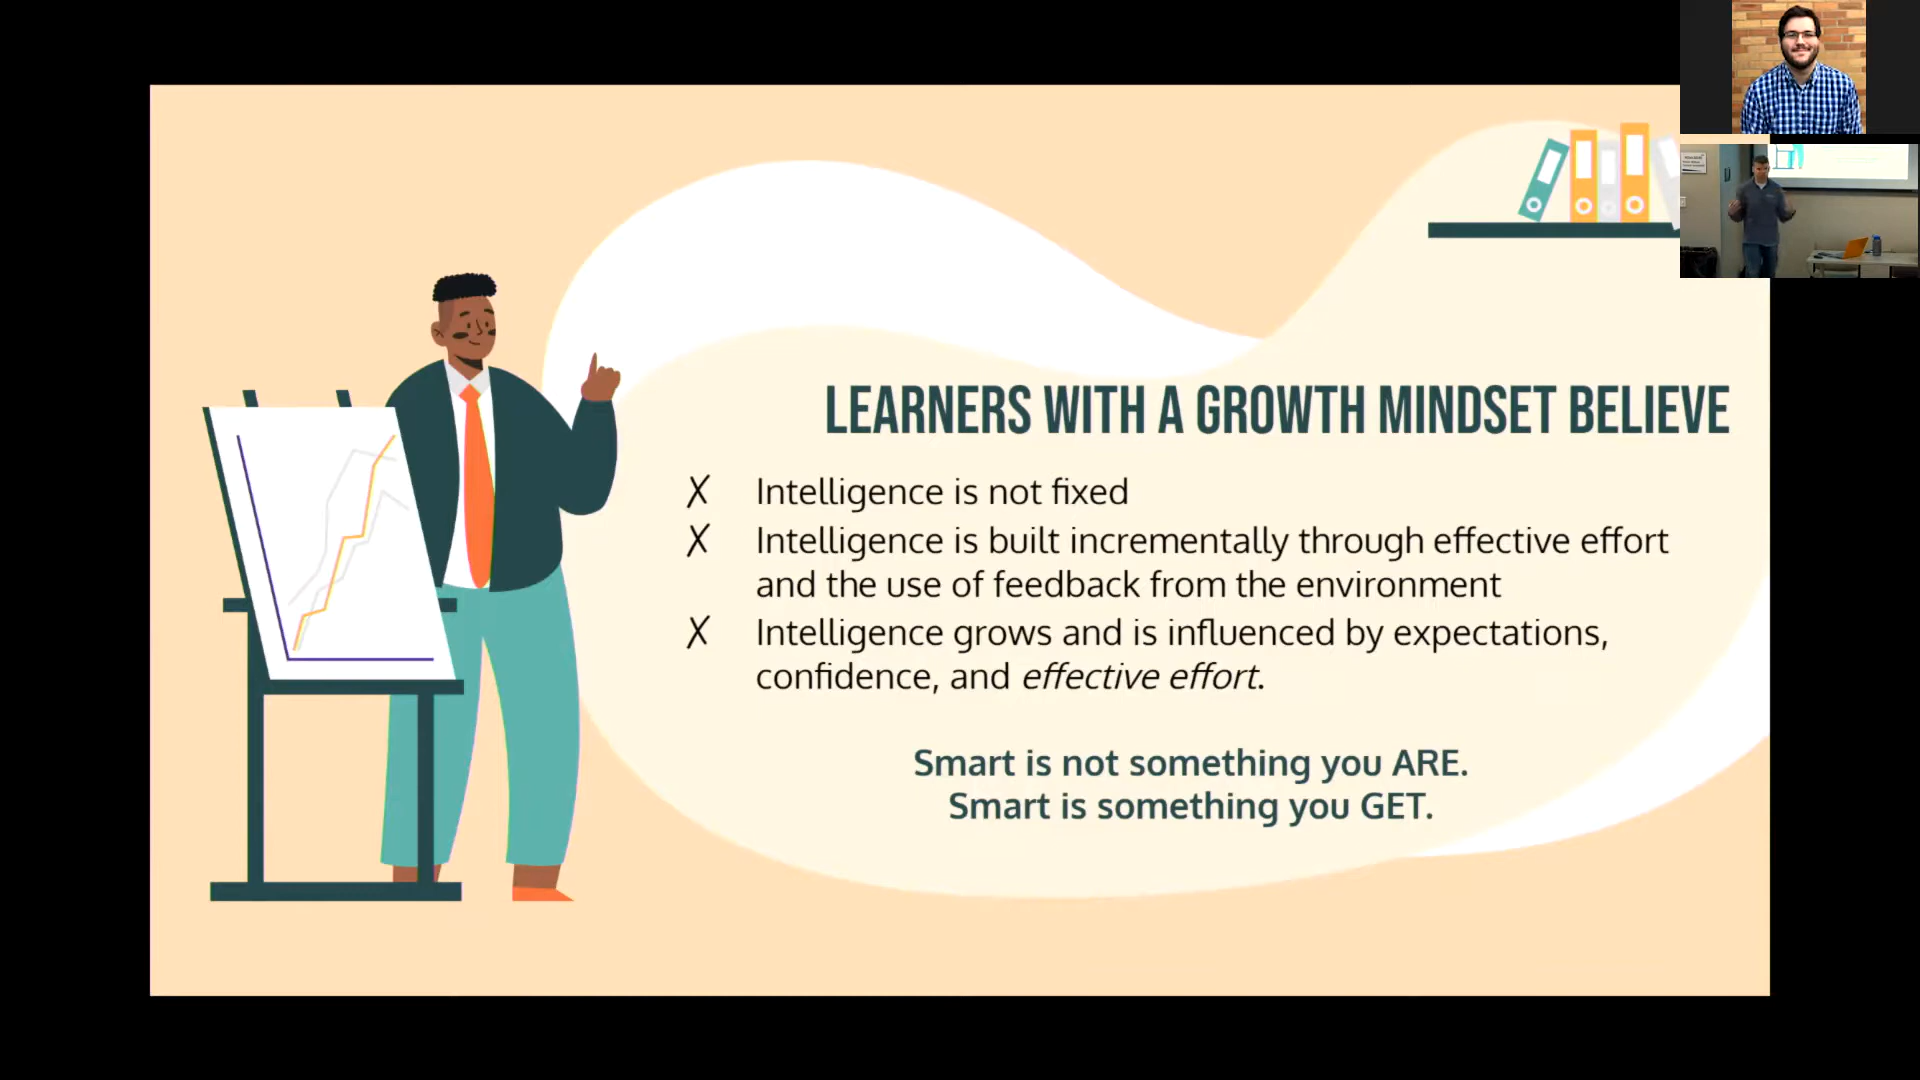 LEARNERS WITH A GROWTH MINDSET BELIEVE
X Intelligence is not fixed
X Intelligence is built incrementally through effective effort
and the use of feedback from the environment
X Intelligence grows and is influenced by expectations,
confidence, and effective effort.
Smart is not something you ARE.
Smart is something you GET.